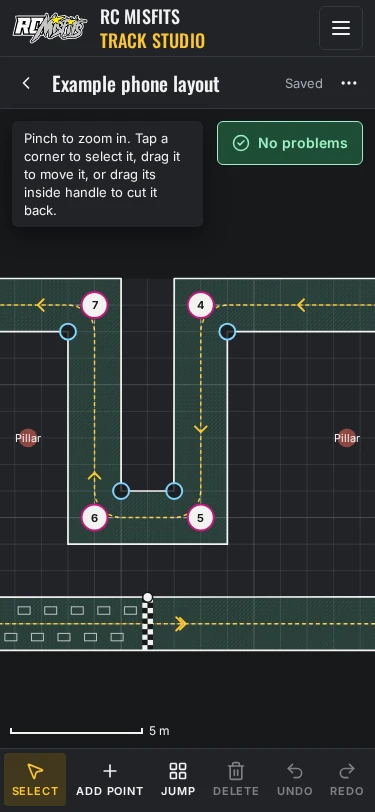 RC Misfits
RC MISFITS
TRACK STUDIO
Example phone layout
Saved
Pinch to zoom in. Tap a
corner to select it, drag it
to move it, or drag its
inside handle to cut it
back.
No problems
7
4
Pillar
Pillar
6
5
5 m
SELECT
ADD POINT
JUMP
DELETE
UNDO
REDO